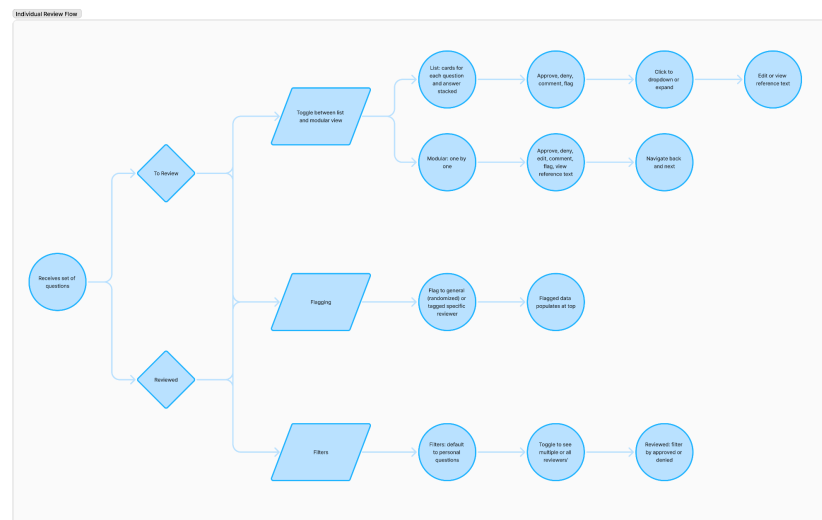 Individual Review Flow
List: cards for
each question
and answer
stacked
Approve, deny,
comment, flag
Click to
dropdown or
expand
Edit or view
reference text
Toggle between list
and modular view
Modular: one by
one
Approve, deny,
edit, comment,
flag, view
reference text
Navigate back
and next
To Review
Receives set of
questions
Flagging
Flag to general
(randomized) or
tagged specific
reviewer
Flagged data
populates at top
Reviewed
Filters
Filters: default
to personal
questions
Toggle to see
multiple or all
reviewers/
Reviewed: filter
by approved or
denied